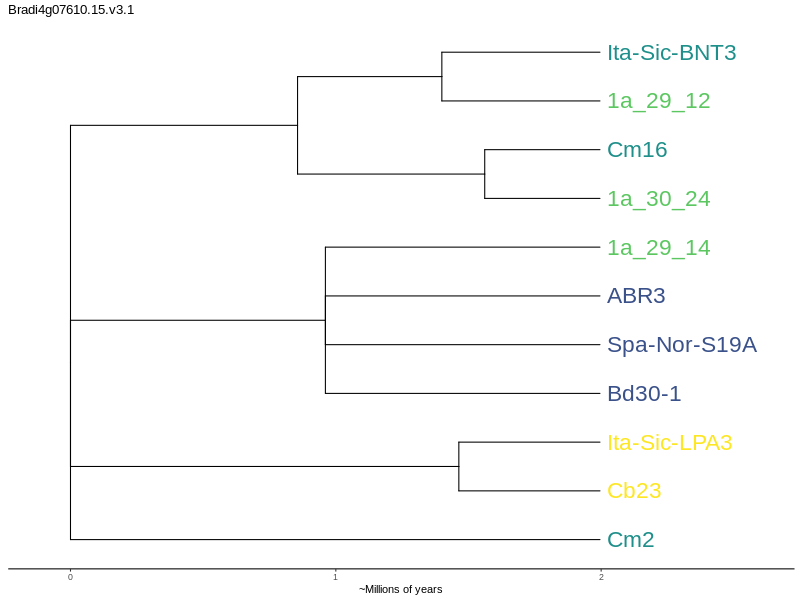 Bradi4g07610.15.v3.1
Ita-Sic-BNT3
1a_29_12
Cm16
1a_30_24
1a_29_14
ABR3
Spa-Nor-S19A
Bd30-1
Ita-Sic-LPA3
Cb23
Cm2
0 1 2
~Millions of years